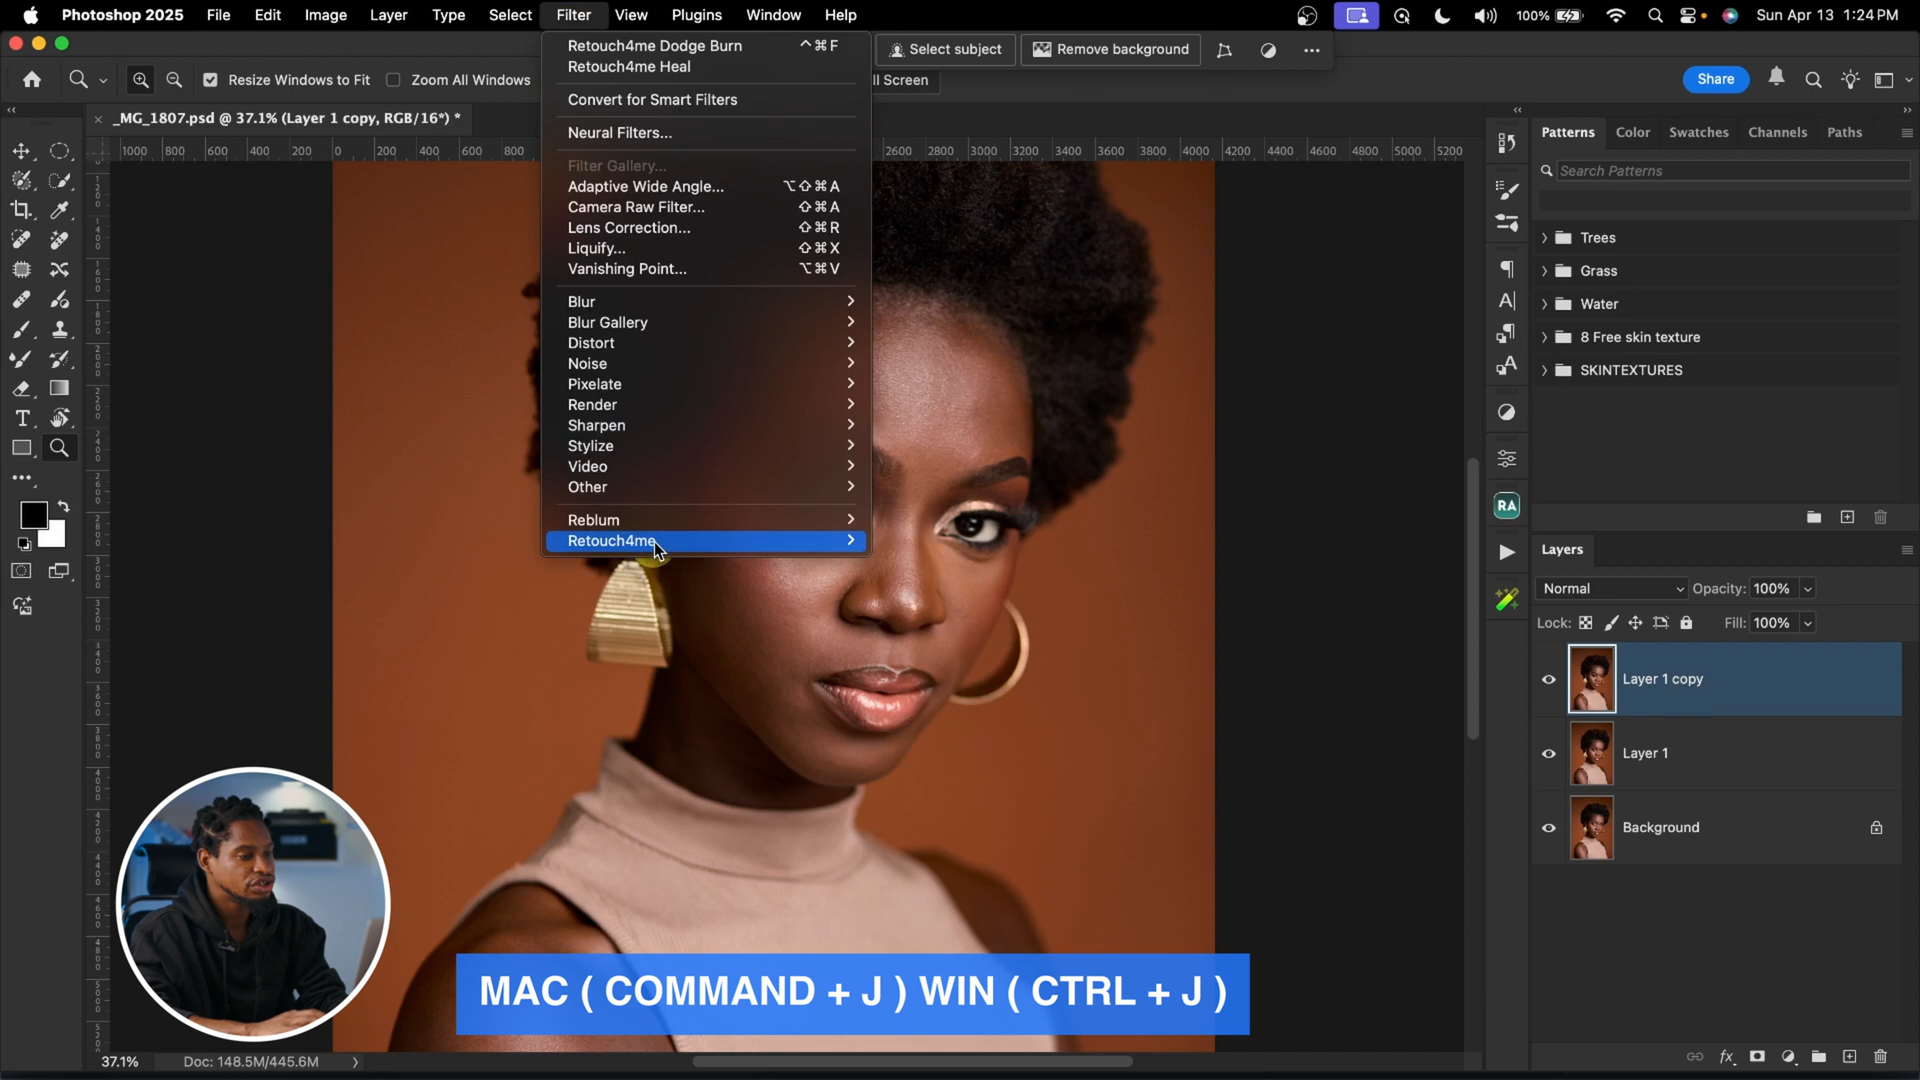 Photoshop 2025 File Edit Image Layer Type Select Filter View Plugins Window Help 100% Sun Apr 13 1:24 PM
Resize Windows to Fit Zoom All Windows ll Screen Share
Select subject Remove background
_MG_1807.psd @ 37.1% (Layer 1 copy, RGB/16*) *
1000 800 600 400 200 0 200 400 600 800 2600 2800 3000 3200 3400 3600 3800 4000 4200 4400 4600 4800 5000 5200
Retouch4me Dodge Burn ^⌘F
Retouch4me Heal
Convert for Smart Filters
Neural Filters...
Filter Gallery...
Adaptive Wide Angle... ⌥⇧⌘A
Camera Raw Filter... ⇧⌘A
Lens Correction... ⇧⌘R
Liquify... ⇧⌘X
Vanishing Point... ⌥⌘V
Blur
Blur Gallery
Distort
Noise
Pixelate
Render
Sharpen
Stylize
Video
Other
Reblum
Retouch4me
Patterns Color Swatches Channels Paths
Search Patterns
Trees
Grass
Water
8 Free skin texture
SKINTEXTURES
RA
Layers
Normal Opacity: 100%
Lock: Fill: 100%
Layer 1 copy
Layer 1
Background
fx
MAC ( COMMAND + J ) WIN ( CTRL + J )
37.1% Doc: 148.5M/445.6M